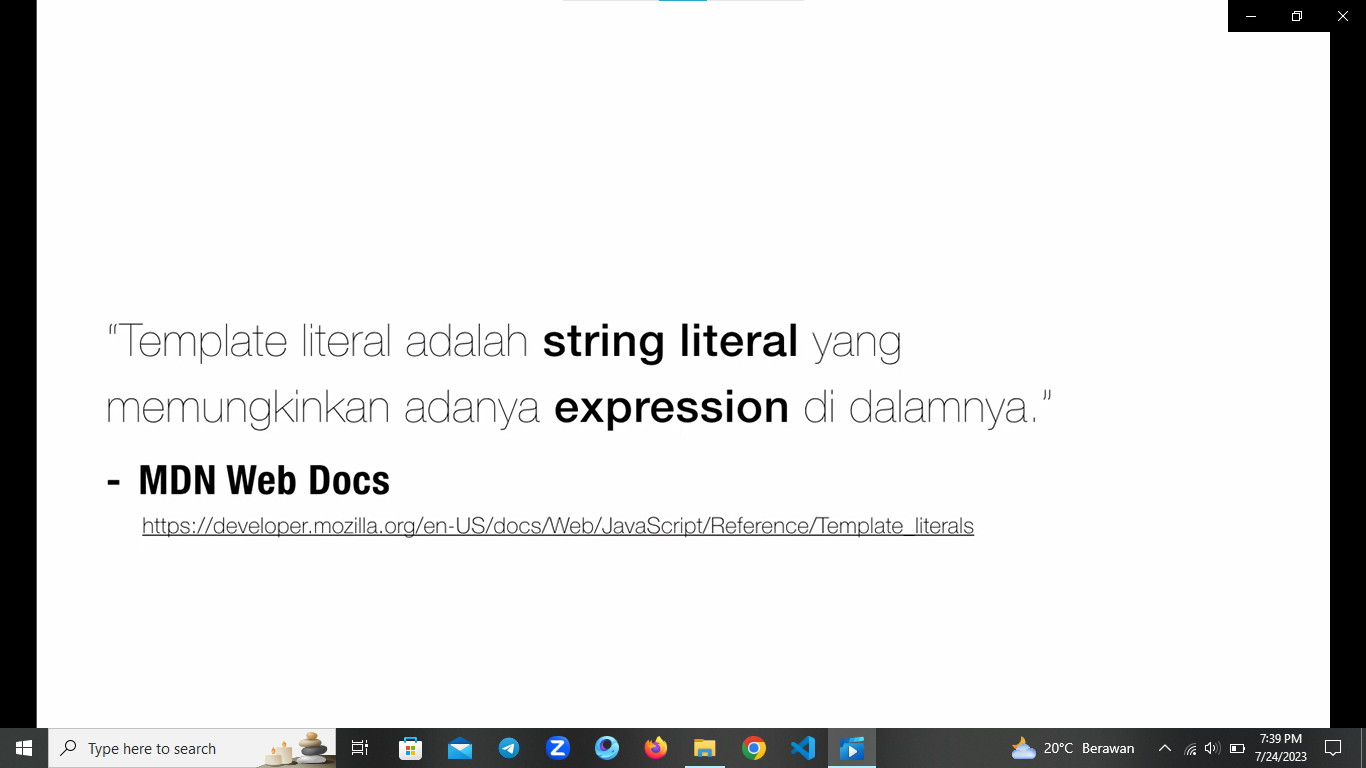 “Template literal adalah string literal yang
memungkinkan adanya expression di dalamnya.”
- MDN Web Docs
https://developer.mozilla.org/en-US/docs/Web/JavaScript/Reference/Template_literals
Type here to search
20°C Berawan
7:39 PM
7/24/2023